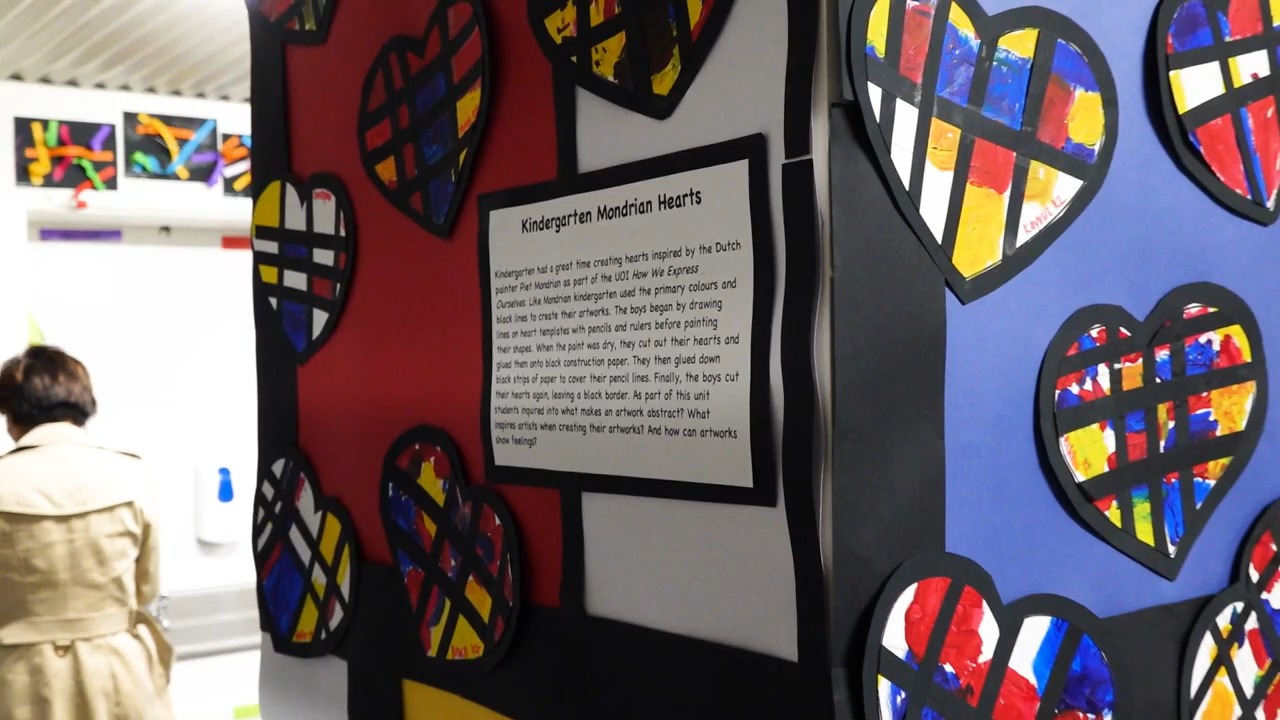 Kindergarten Mondrian Hearts
Kindergarten had a great time creating hearts inspired by the Dutch
painter Piet Mondrian as part of the UOI How We Express
Ourselves. Like Mondrian kindergarten used the primary colours and
black lines to create their artworks. The boys began by drawing
lines on heart templates with pencils and rulers before painting
their shapes. When the paint was dry, they cut out their hearts and
glued them onto black construction paper. They then glued down
black strips of paper to cover their pencil lines. Finally, the boys cut
their hearts again, leaving a black border. As part of this unit
students inquired into what makes an artwork abstract? What
inspires artists when creating their artworks? And how can artworks
show feelings?